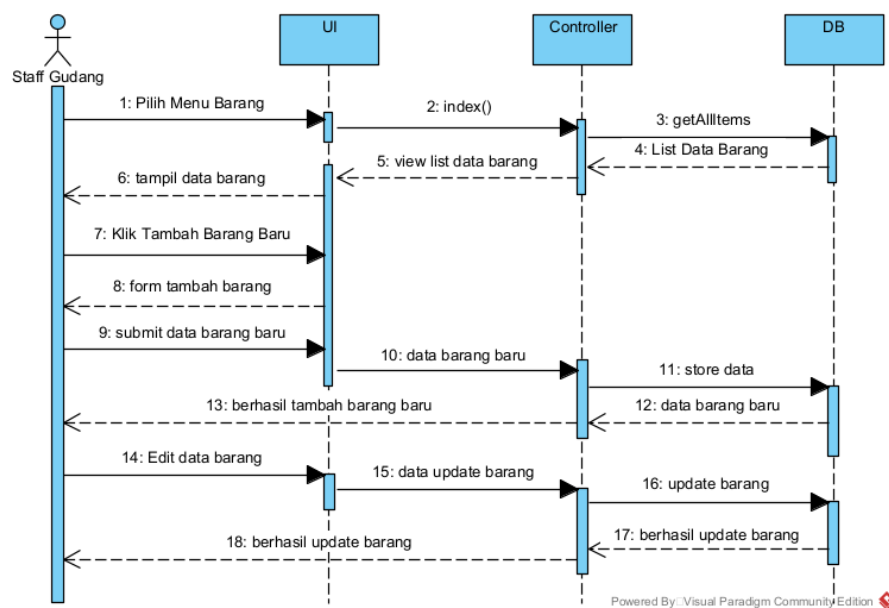 UI
Controller
DB
Staff Gudang
1: Pilih Menu Barang
2: index()
3: getAllItems
4: List Data Barang
5: view list data barang
6: tampil data barang
7: Klik Tambah Barang Baru
8: form tambah barang
9: submit data barang baru
10: data barang baru
11: store data
12: data barang baru
13: berhasil tambah barang baru
14: Edit data barang
15: data update barang
16: update barang
17: berhasil update barang
18: berhasil update barang
Powered By Visual Paradigm Community Edition